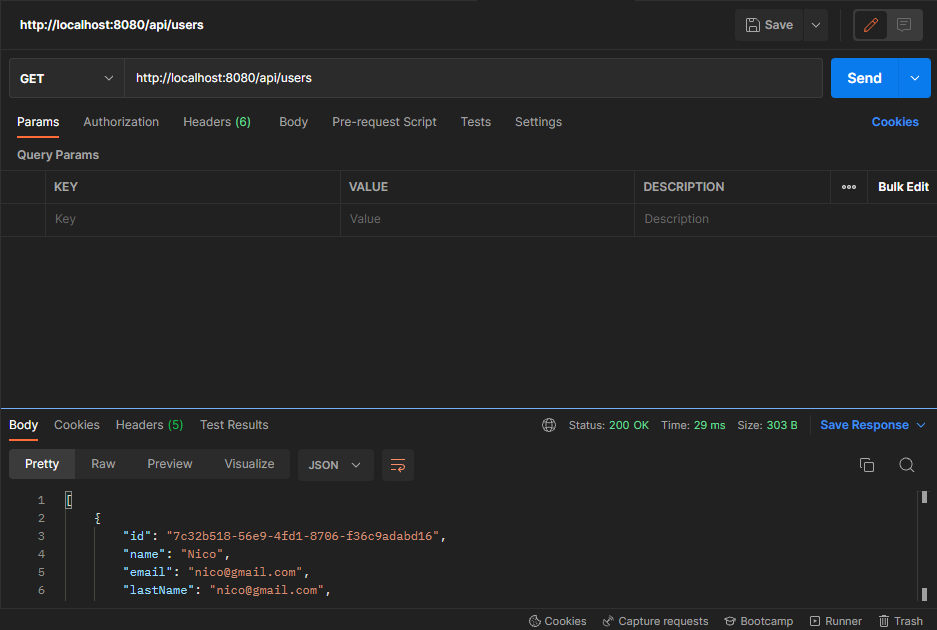 http://localhost:8080/api/users Save
GET http://localhost:8080/api/users Send
Params Authorization Headers (6) Body Pre-request Script Tests Settings Cookies
Query Params
KEY VALUE DESCRIPTION ••• Bulk Edit
Key Value Description
Body Cookies Headers (5) Test Results Status: 200 OK Time: 29 ms Size: 303 B Save Response
Pretty Raw Preview Visualize JSON
1 [
2 {
3 "id": "7c32b518-56e9-4fd1-8706-f36c9adabd16",
4 "name": "Nico",
5 "email": "nico@gmail.com",
6 "lastName": "nico@gmail.com",
Cookies Capture requests Bootcamp Runner Trash